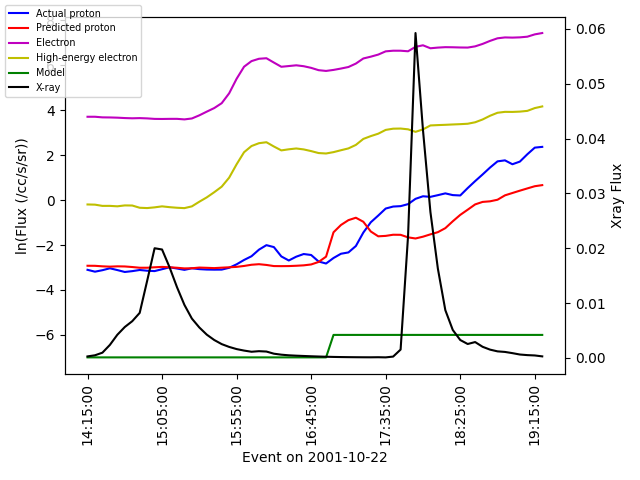 Actual proton
Predicted proton
Electron
High-energy electron
Model
X-ray
4
2
0
−2
−4
−6
ln(Flux (/cc/s/sr))
0.06
0.05
0.04
0.03
0.02
0.01
0.00
Xray Flux
14:15:00
15:05:00
15:55:00
16:45:00
17:35:00
18:25:00
19:15:00
Event on 2001-10-22